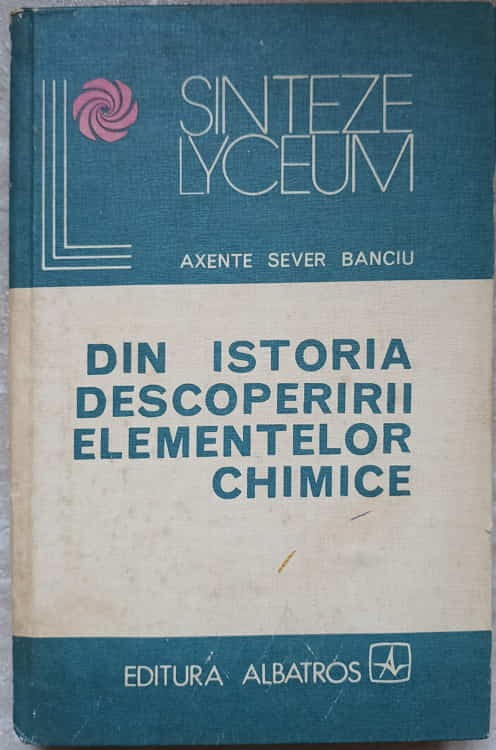 SINTEZE
LYCEUM
AXENTE SEVER BANCIU
DIN ISTORIA
DESCOPERIRII
ELEMENTELOR
CHIMICE
EDITURA ALBATROS